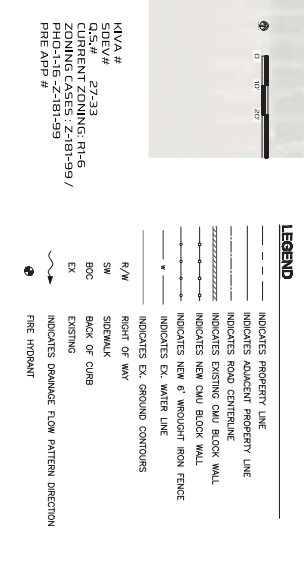 KIVA #
SDEV#
Q.S.# 27-33
CURRENT ZONING: R1-6
ZONING CASES : Z-181-99 /
PHO-1-16 -Z-181-99
PRE APP #
0 10' 20'
LEGEND
INDICATES PROPERTY LINE
INDICATES ADJACENT PROPERTY LINE
INDICATES ROAD CENTERLINE
INDICATES EXISTING CMU BLOCK WALL
INDICATES NEW CMU BLOCK WALL
INDICATES NEW 6' WROUGHT IRON FENCE
W INDICATES EX. WATER LINE
INDICATES EX. GROUND CONTOURS
R/W RIGHT OF WAY
SW SIDEWALK
BOC BACK OF CURB
EX EXISTING
INDICATES DRAINAGE FLOW PATTERN DIRECTION
FIRE HYDRANT